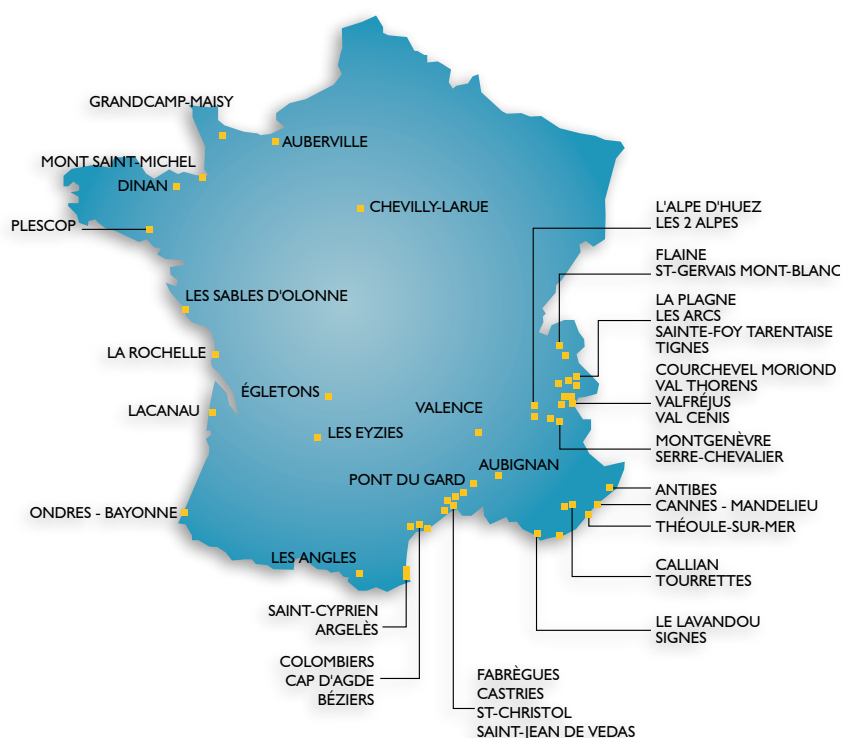 GRANDCAMP-MAISY
AUBERVILLE
MONT SAINT-MICHEL
DINAN
CHEVILLY-LARUE
PLESCOP
L'ALPE D'HUEZ
LES 2 ALPES
FLAINE
ST-GERVAIS MONT-BLANC
LES SABLES D'OLONNE
LA PLAGNE
LES ARCS
SAINTE-FOY TARENTAISE
TIGNES
LA ROCHELLE
COURCHEVEL MORIOND
VAL THORENS
VALFRÉJUS
VAL CENIS
ÉGLETONS
LACANAU
VALENCE
LES EYZIES
MONTGENÈVRE
SERRE-CHEVALIER
AUBIGNAN
PONT DU GARD
ANTIBES
CANNES - MANDELIEU
THÉOULE-SUR-MER
ONDRES - BAYONNE
LES ANGLES
CALLIAN
TOURRETTES
SAINT-CYPRIEN
ARGELÈS
LE LAVANDOU
SIGNES
COLOMBIERS
CAP D'AGDE
BÉZIERS
FABRÈGUES
CASTRIES
ST-CHRISTOL
SAINT-JEAN DE VEDAS